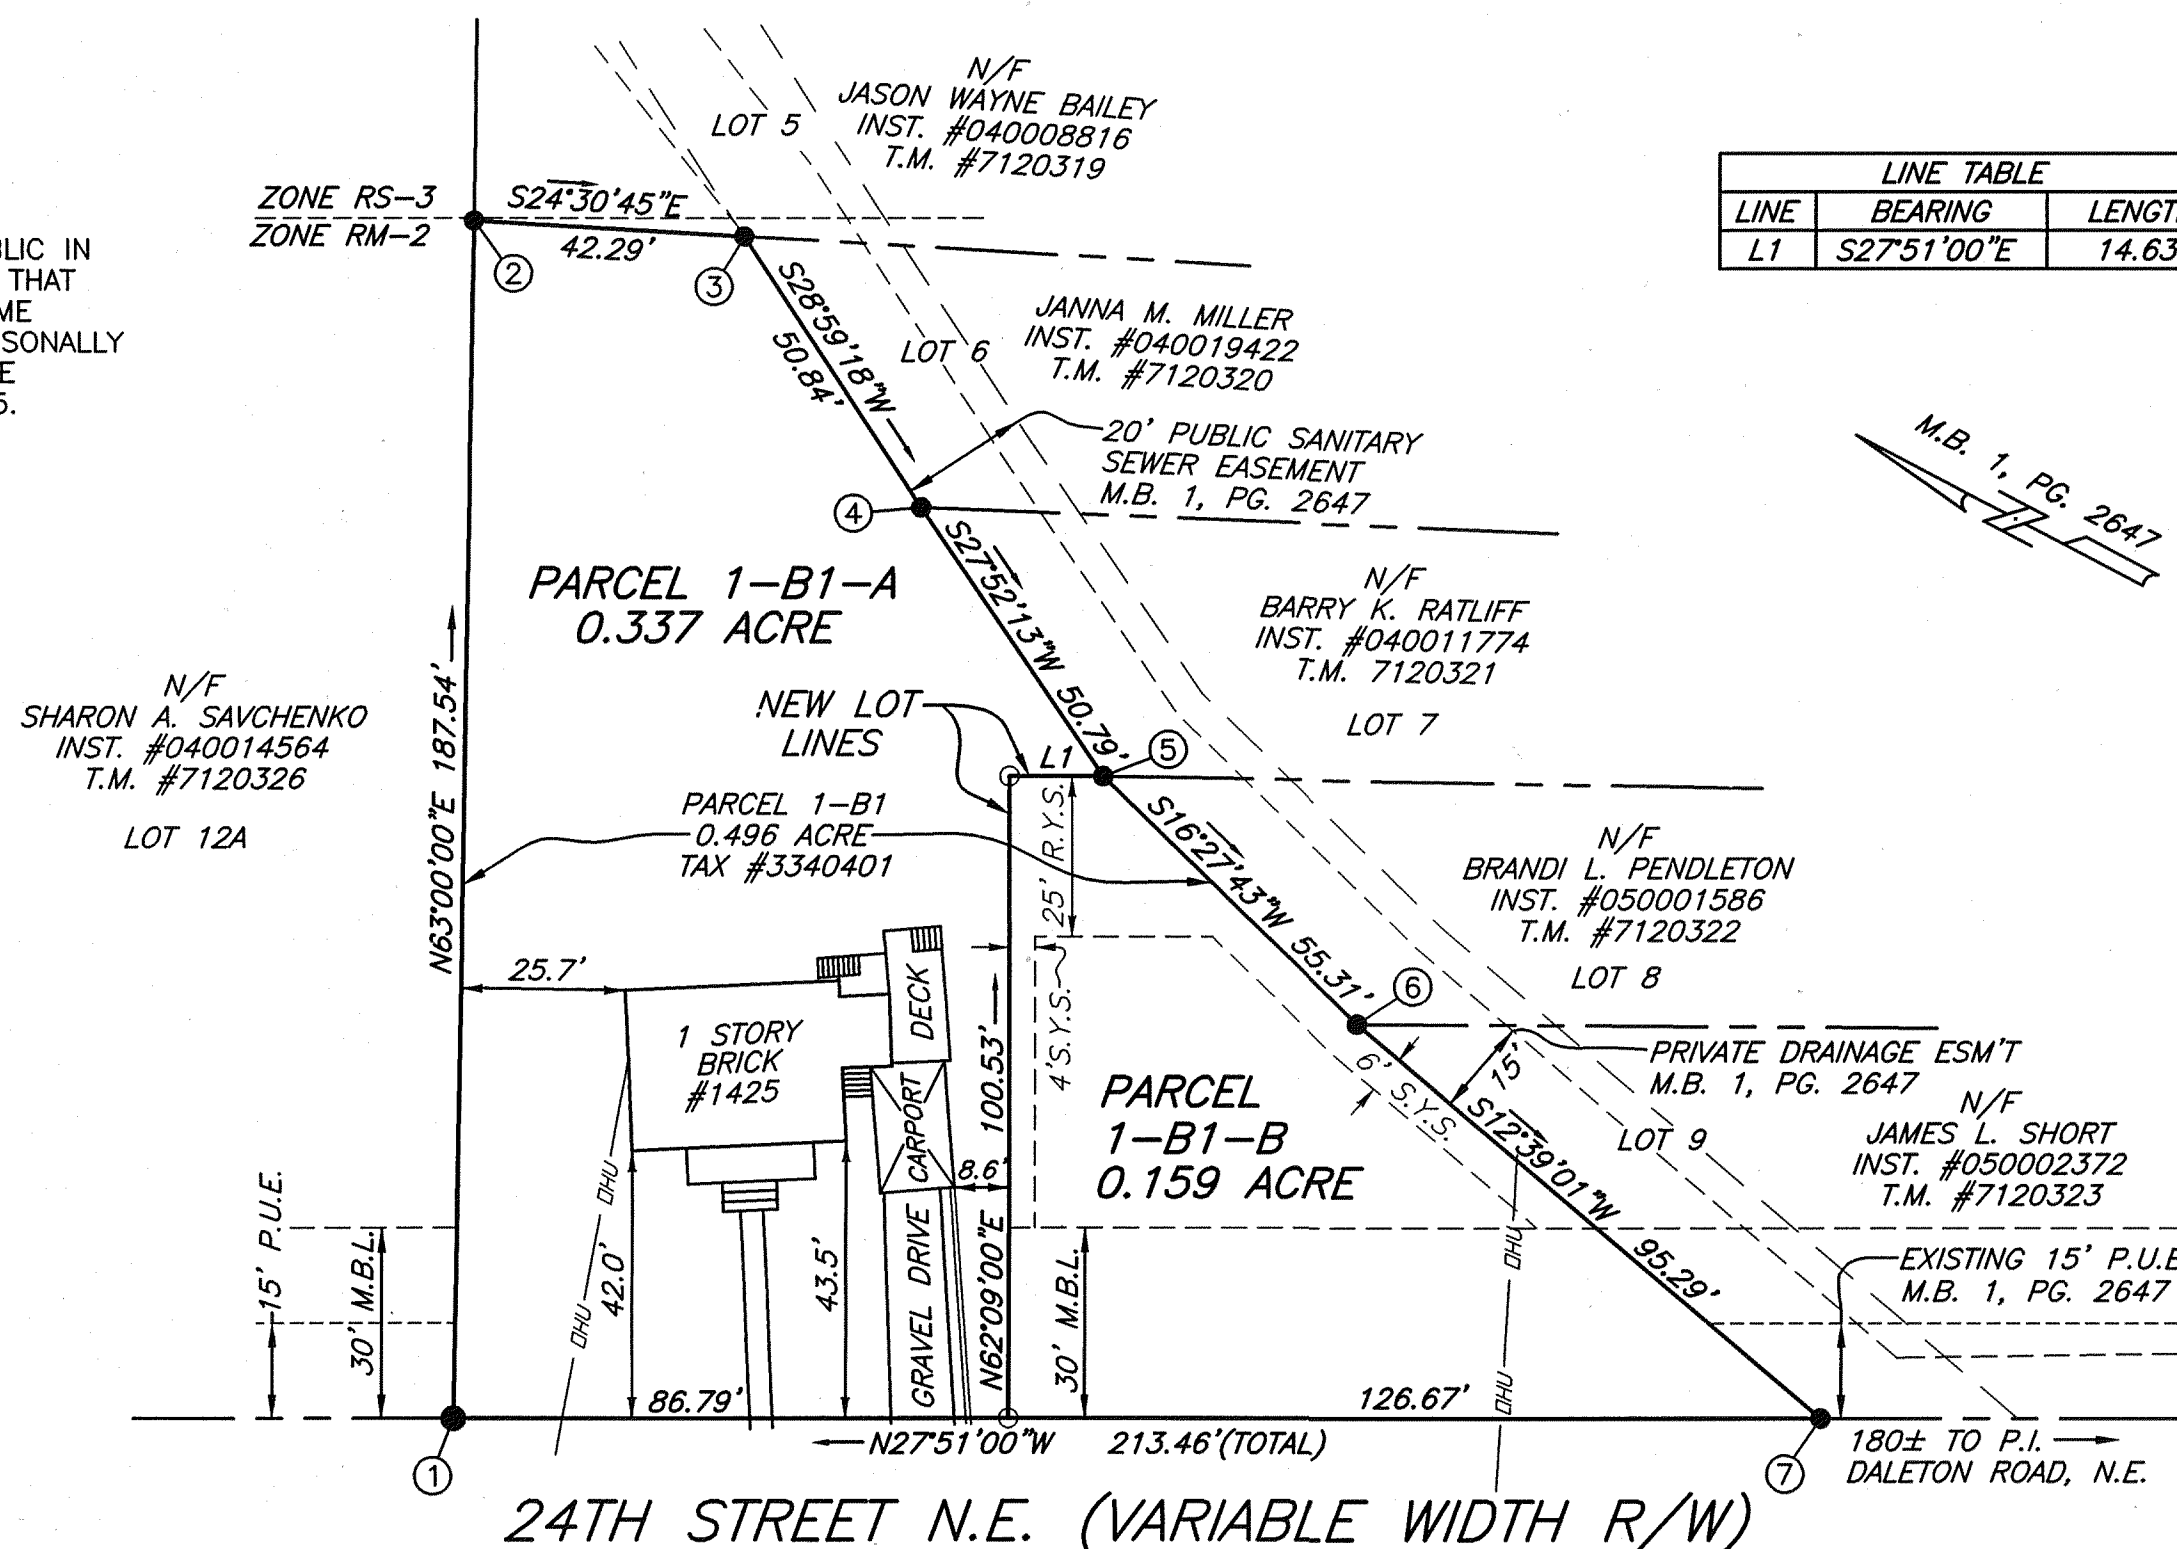 N/F
JASON WAYNE BAILEY
INST. #040008816
T.M. #7120319
LOT 5
LINE TABLE
LINE BEARING LENGT
L1 S27°51'00"E 14.63
ZONE RS-3
ZONE RM-2
S24°30'45"E
42.29'
2
3
BLIC IN
THAT
ME
SONALLY
E
5.
S28°59'18"W
50.84'
LOT 6
JANNA M. MILLER
INST. #040019422
T.M. #7120320
20' PUBLIC SANITARY
SEWER EASEMENT
M.B. 1, PG. 2647
M.B. 1, PG. 2647
4
S27°52'13"W 50.79'
PARCEL 1-B1-A
0.337 ACRE
N/F
BARRY K. RATLIFF
INST. #040011774
T.M. 7120321
LOT 7
N/F
SHARON A. SAVCHENKO
INST. #040014564
T.M. #7120326
LOT 12A
N63°00'00"E 187.54'
NEW LOT
LINES
L1
5
PARCEL 1-B1
0.496 ACRE
TAX #3340401
25' R.Y.S.
S16°27'43"W 55.31'
N/F
BRANDI L. PENDLETON
INST. #050001586
T.M. #7120322
LOT 8
25.7'
1 STORY
BRICK
#1425
DECK
CARPORT
GRAVEL DRIVE
4'S.Y.S.
6
6' S.Y.S.
15'
PRIVATE DRAINAGE ESM'T
M.B. 1, PG. 2647
PARCEL
1-B1-B
0.159 ACRE
8.6'
N62°09'00"E 100.53'
S12°39'01"W 95.29'
LOT 9
N/F
JAMES L. SHORT
INST. #050002372
T.M. #7120323
15' P.U.E.
30' M.B.L.
OHU
OHU
42.0'
43.5'
30' M.B.L.
OHU
OHU
EXISTING 15' P.U.E
M.B. 1, PG. 2647
86.79'
126.67'
N27°51'00"W 213.46'(TOTAL)
1
7
180± TO P.I.
DALETON ROAD, N.E.
24TH STREET N.E. (VARIABLE WIDTH R/W)